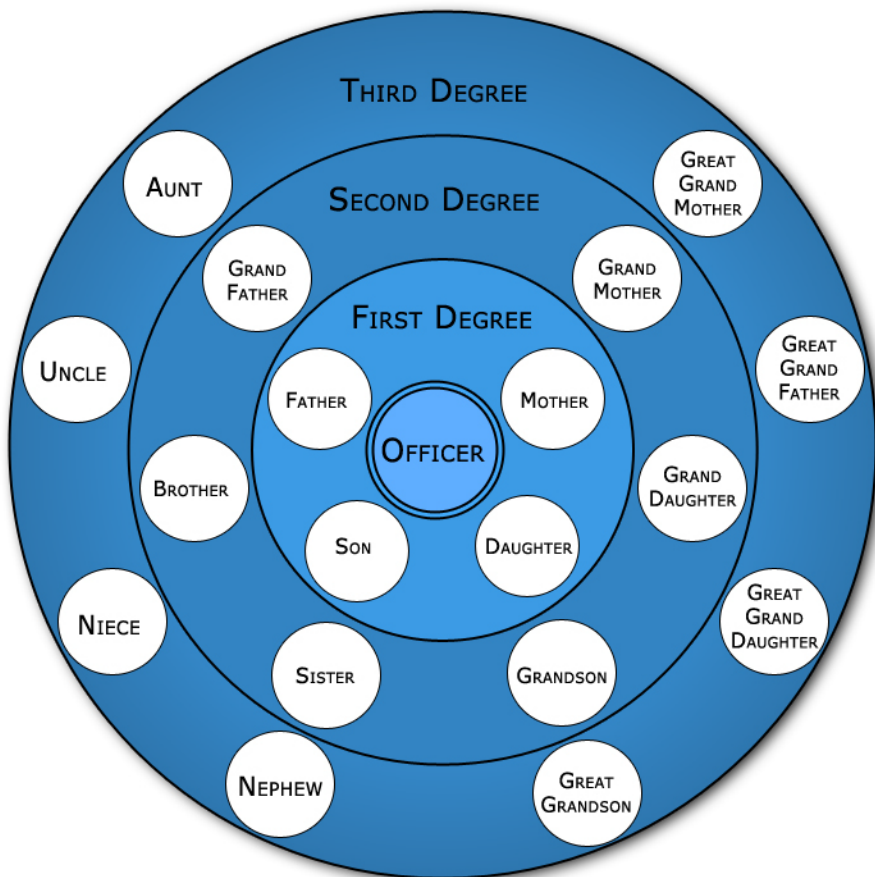 Third Degree
Aunt
Great
Grand
Mother
Second Degree
Grand
Father
Grand
Mother
First Degree
Uncle
Great
Grand
Father
Father
Mother
Officer
Brother
Grand
Daughter
Son
Daughter
Niece
Great
Grand
Daughter
Sister
Grandson
Nephew
Great
Grandson